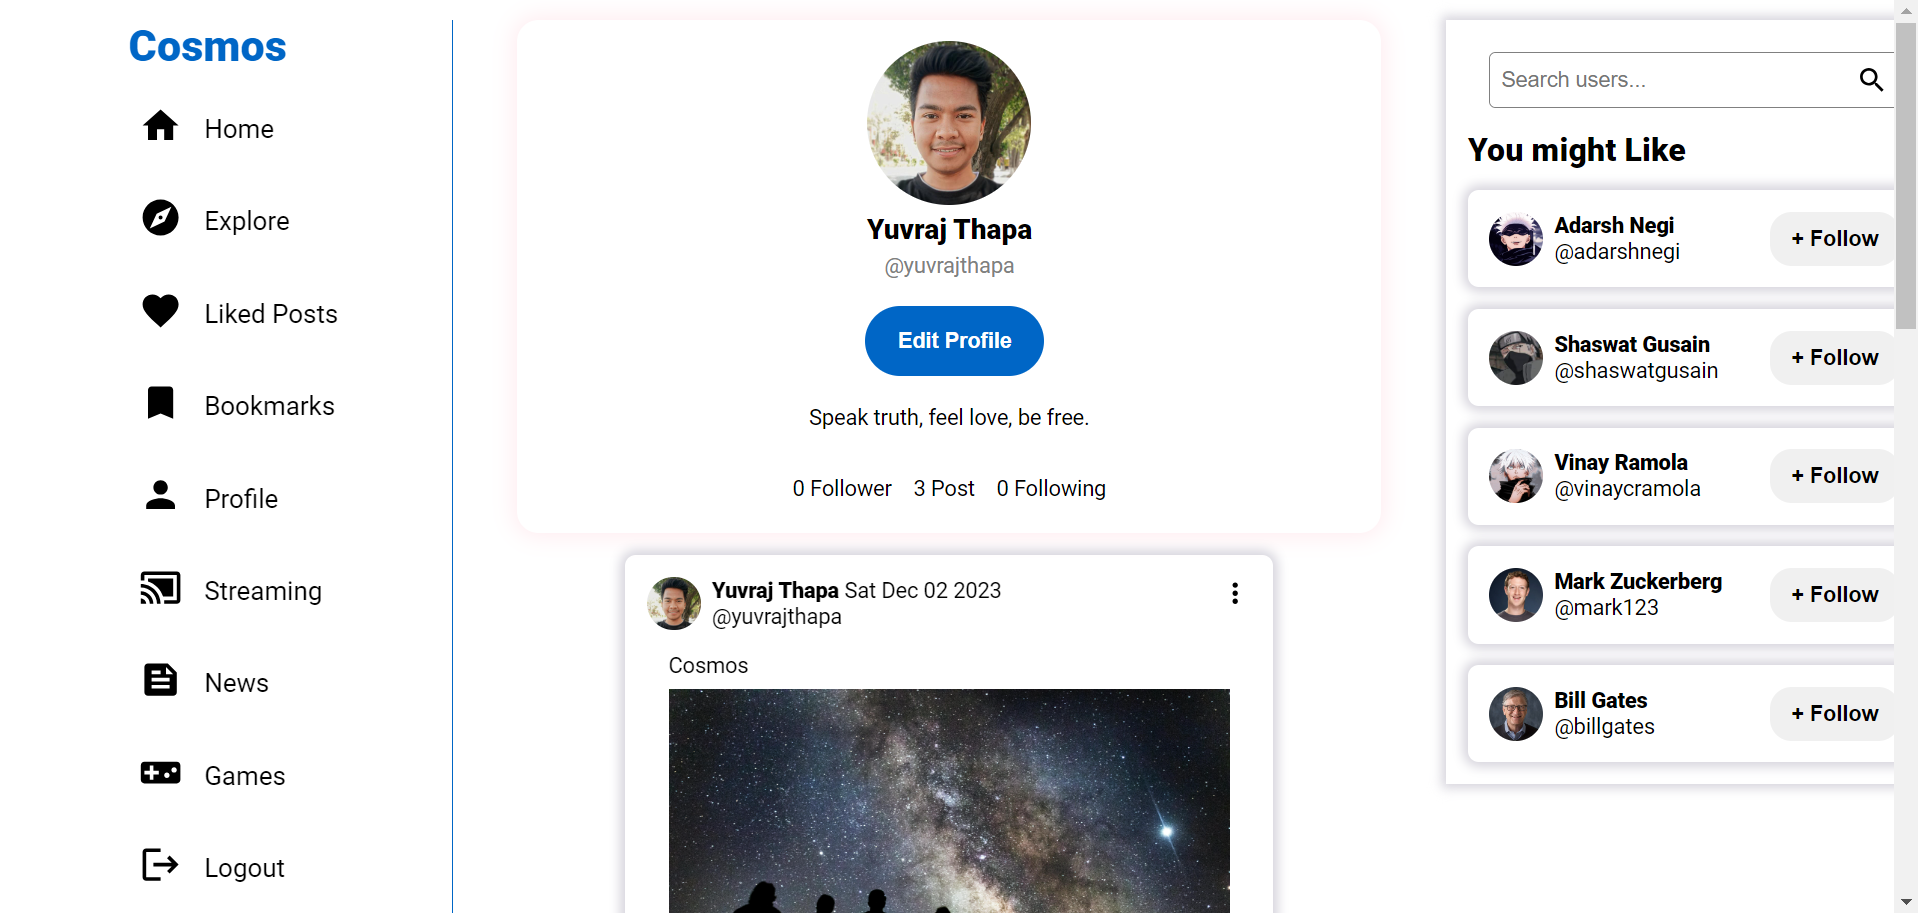 Cosmos
Home
Explore
Liked Posts
Bookmarks
Profile
Streaming
News
Games
Logout
Yuvraj Thapa
@yuvrajthapa
Edit Profile
Speak truth, feel love, be free.
0 Follower 3 Post 0 Following
Yuvraj Thapa Sat Dec 02 2023
@yuvrajthapa
Cosmos
Search users...
You might Like
Adarsh Negi
@adarshnegi
+ Follow
Shaswat Gusain
@shaswatgusain
+ Follow
Vinay Ramola
@vinaycramola
+ Follow
Mark Zuckerberg
@mark123
+ Follow
Bill Gates
@billgates
+ Follow